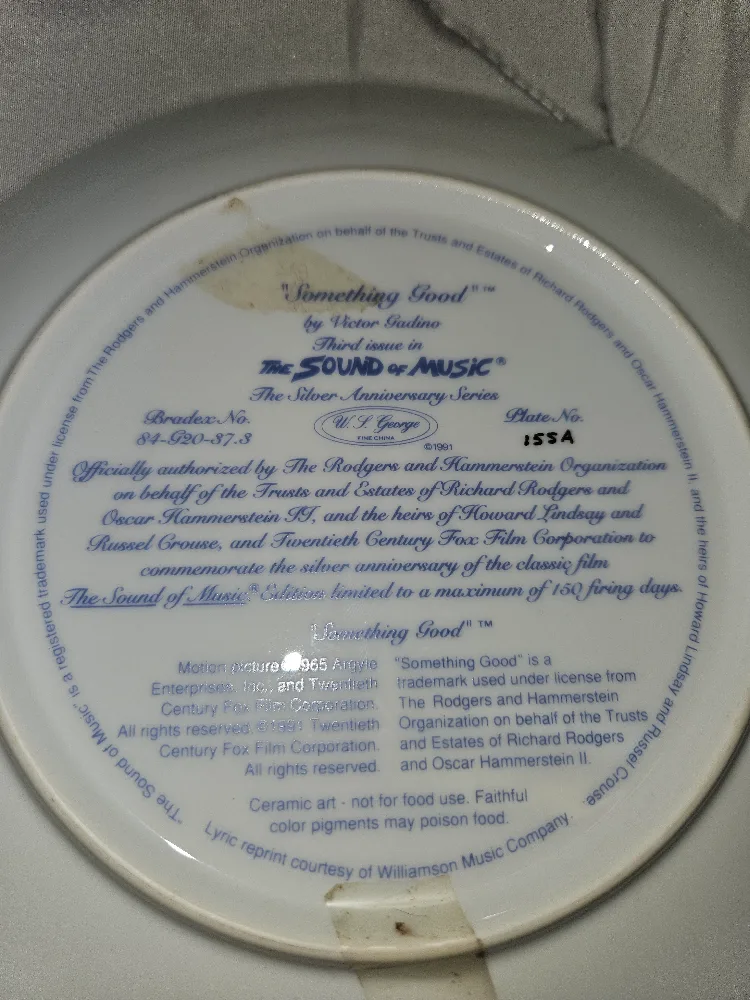 "Something Good"™
by Victor Gadino
Third issue in
THE SOUND OF MUSIC®
The Silver Anniversary Series
Bradex No.
84-G20-37.3
W. S. George
FINE CHINA
©1991
Plate No.
155A
Officially authorized by The Rodgers and Hammerstein Organization
on behalf of the Trusts and Estates of Richard Rodgers and
Oscar Hammerstein II, and the heirs of Howard Lindsay and
Russel Crouse, and Twentieth Century Fox Film Corporation to
commemorate the silver anniversary of the classic film
The Sound of Music® Edition limited to a maximum of 150 firing days.
"Something Good"™
Motion picture 1965 Argyle
Enterprises, Inc., and Twentieth
Century Fox Film Corporation.
All rights reserved. ©1991 Twentieth
Century Fox Film Corporation.
All rights reserved.
"Something Good" is a
trademark used under license from
The Rodgers and Hammerstein
Organization on behalf of the Trusts
and Estates of Richard Rodgers
and Oscar Hammerstein II.
Ceramic art - not for food use. Faithful
color pigments may poison food.
"The Sound of Music" is a registered trademark used under license from The Rodgers and Hammerstein Organization on behalf of the Trusts and Estates of Richard Rodgers and Oscar Hammerstein II, and the heirs of Howard Lindsay and Russel Crouse.
Lyric reprint courtesy of Williamson Music Company.